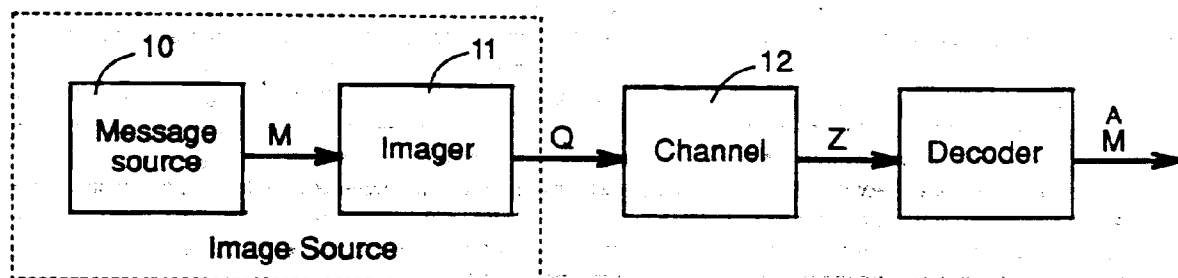 10
11
12
Message
source
M
Imager
Q
Channel
Z
Decoder
A
M
Image Source